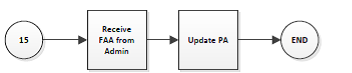 15
Receive
FAA from
Admin
Update PA
END